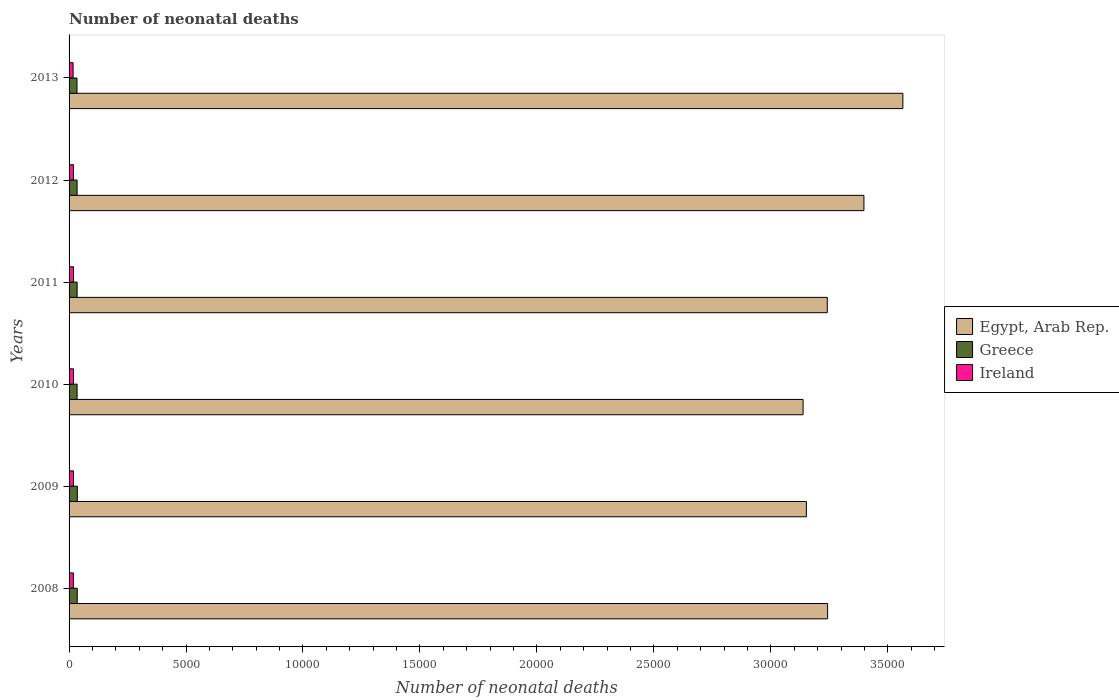 Number of neonatal deaths
2013
2012
2011
2010
2009
2008
Years
0
5000
10000
15000
20000
25000
30000
35000
Number of neonatal deaths
Egypt, Arab Rep.
Greece
Ireland